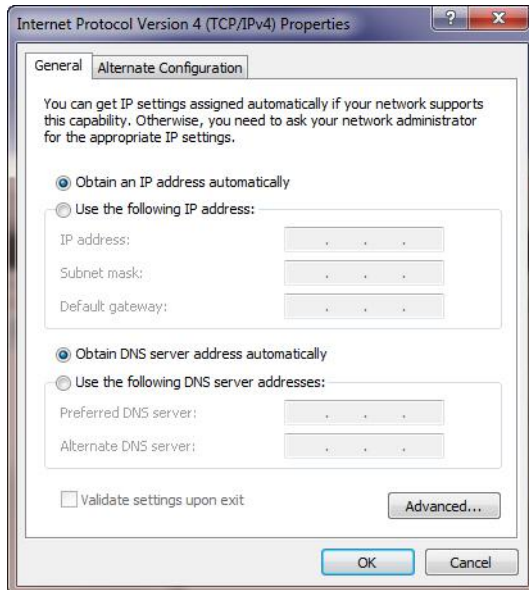 Internet Protocol Version 4 (TCP/IPv4) Properties
General
Alternate Configuration
You can get IP settings assigned automatically if your network supports
this capability. Otherwise, you need to ask your network administrator
for the appropriate IP settings.
Obtain an IP address automatically
Use the following IP address:
IP address:
Subnet mask:
Default gateway:
Obtain DNS server address automatically
Use the following DNS server addresses:
Preferred DNS server:
Alternate DNS server:
Validate settings upon exit
Advanced...
OK
Cancel